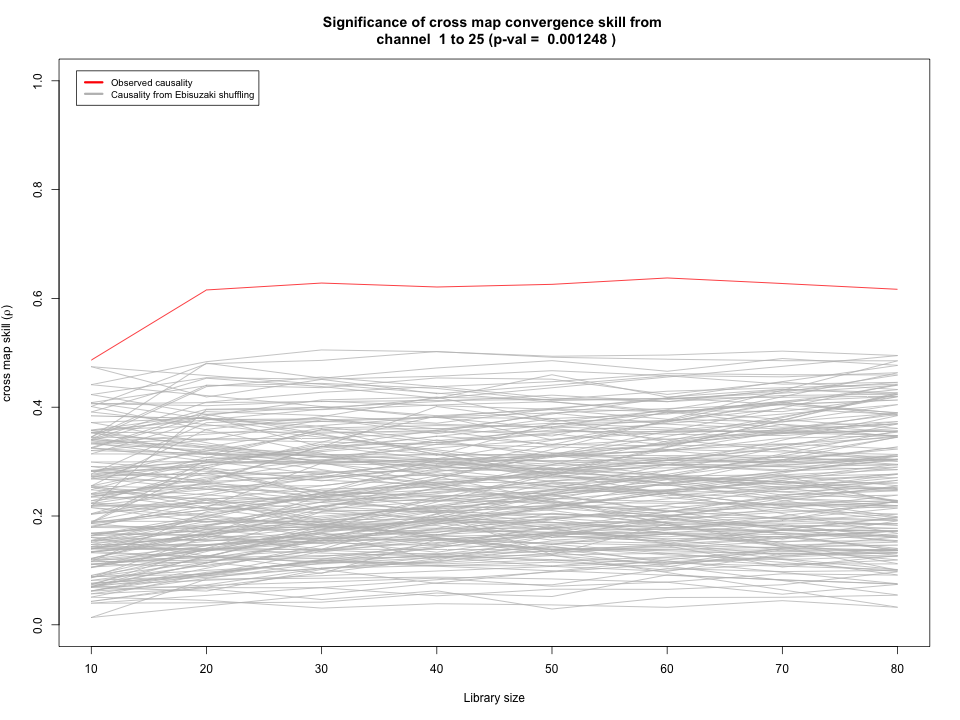 Significance of cross map convergence skill from
channel  1 to 25 (p-val =  0.001248 )
Observed causality
Causality from Ebisuzaki shuffling
cross map skill (ρ)
1.0
0.8
0.6
0.4
0.2
0.0
10 20 30 40 50 60 70 80
Library size